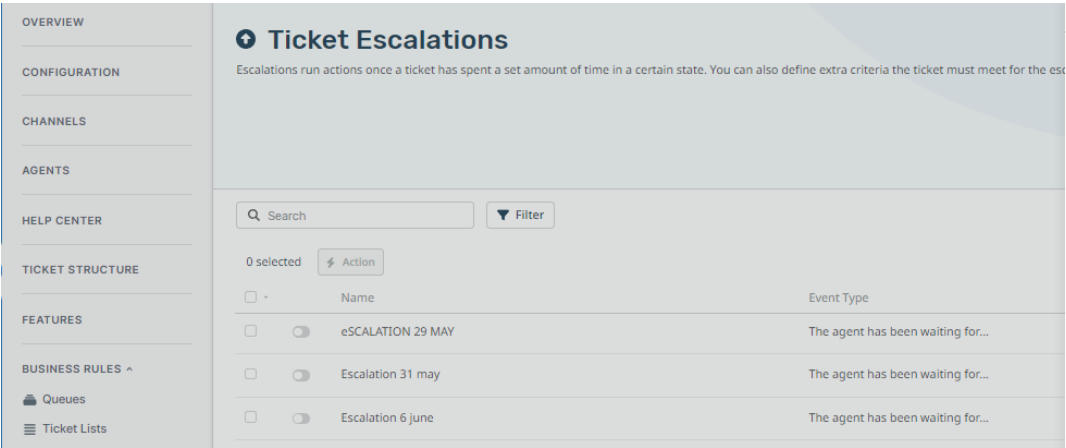 OVERVIEW
CONFIGURATION
CHANNELS
AGENTS
HELP CENTER
TICKET STRUCTURE
FEATURES
BUSINESS RULES
Queues
Ticket Lists
Ticket Escalations
Escalations run actions once a ticket has spent a set amount of time in a certain state. You can also define extra criteria the ticket must meet for the esc
Search
Filter
0 selected
Action
Name Event Type
eSCALATION 29 MAY The agent has been waiting for...
Escalation 31 may The agent has been waiting for...
Escalation 6 june The agent has been waiting for...